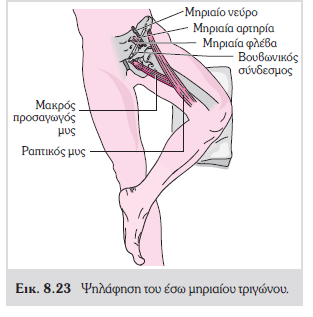 Μηριαίο νεύρο
Μηριαία αρτηρία
Μηριαία φλέβα
Βουβωνικός
σύνδεσμος
Μακρός
προσαγωγός
μυς
Ραπτικός μυς
Εικ. 8.23 Ψηλάφηση του έσω μηριαίου τριγώνου.